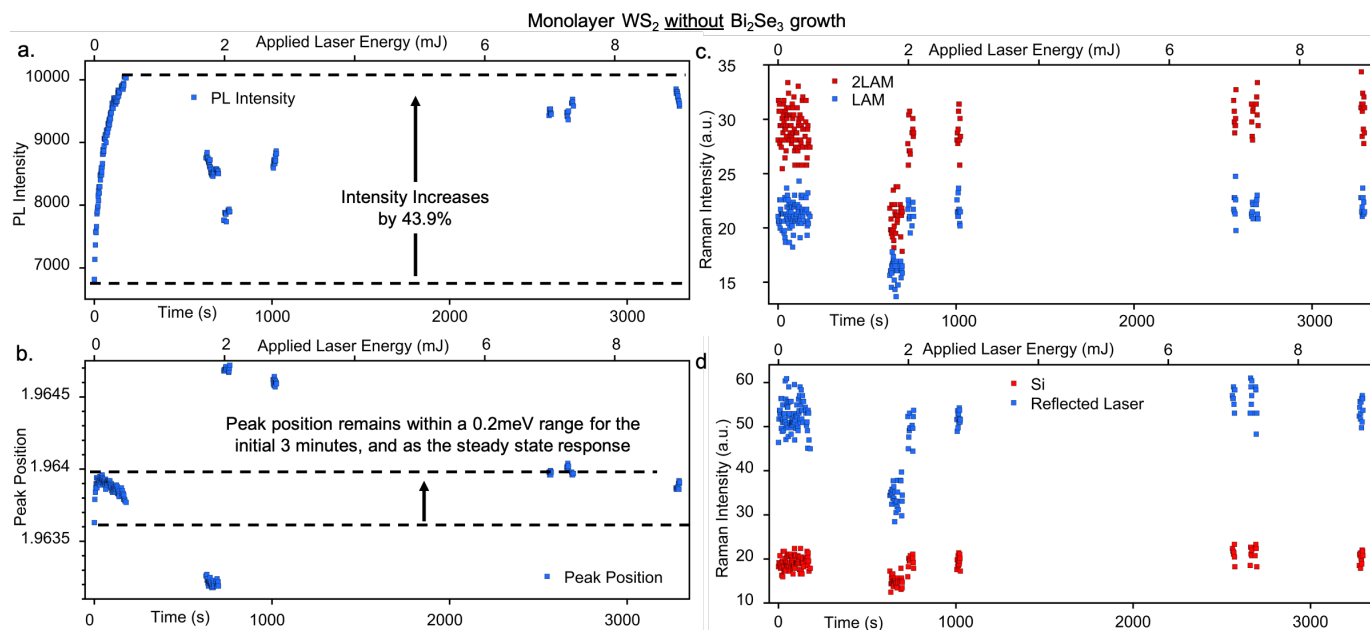 Monolayer WS₂ without Bi₂Se₃ growth
a.
0 2 6 8
Applied Laser Energy (mJ)
10000
9000
8000
7000
PL Intensity
PL Intensity
Intensity Increases
by 43.9%
0 1000 2000 3000
Time (s)
b.
0 2 6 8
Applied Laser Energy (mJ)
1.9645
1.964
1.9635
Peak Position
Peak position remains within a 0.2meV range for the
initial 3 minutes, and as the steady state response
Peak Position
0 1000 2000 3000
Time (s)
c.
0 2 6 8
Applied Laser Energy (mJ)
35
30
25
20
15
Raman Intensity (a.u.)
2LAM
LAM
0 1000 2000 3000
Time (s)
d
0 2 6 8
Applied Laser Energy (mJ)
60
50
40
30
20
10
Raman Intensity (a.u.)
Si
Reflected Laser
0 1000 2000 3000
Time (s)